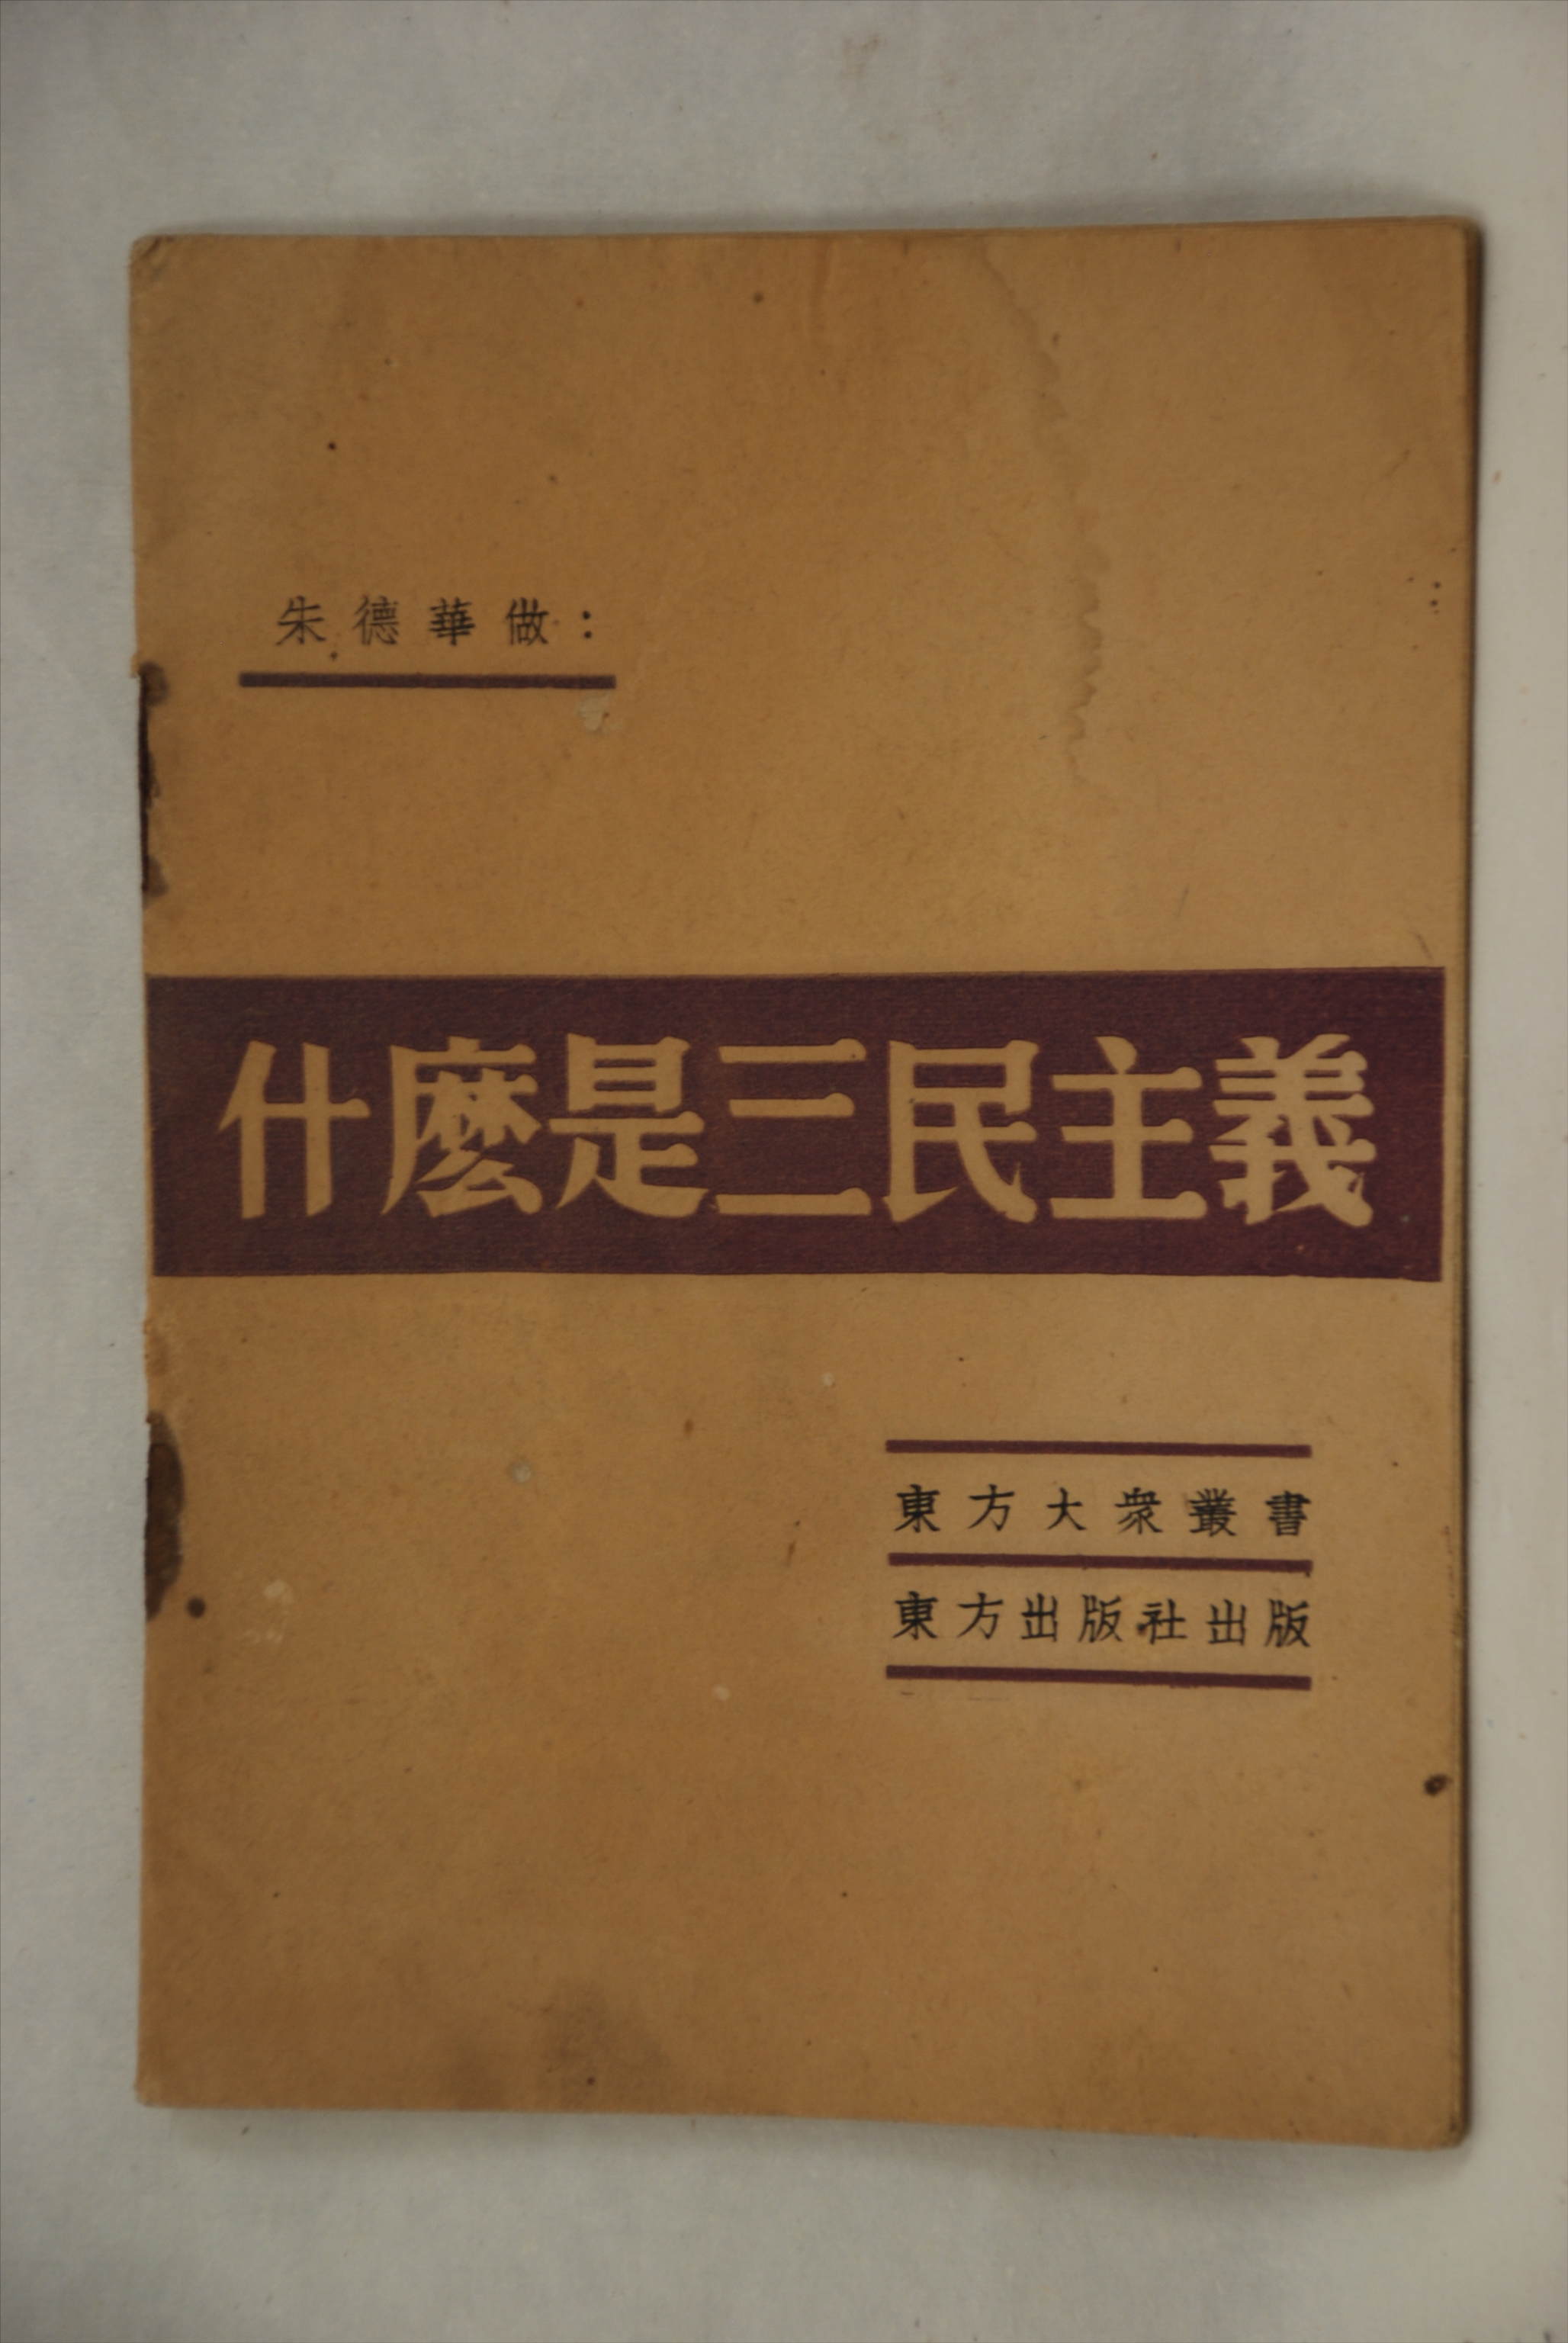 朱德華做：
什麼是三民主義
東方大衆叢書
東方出版社出版